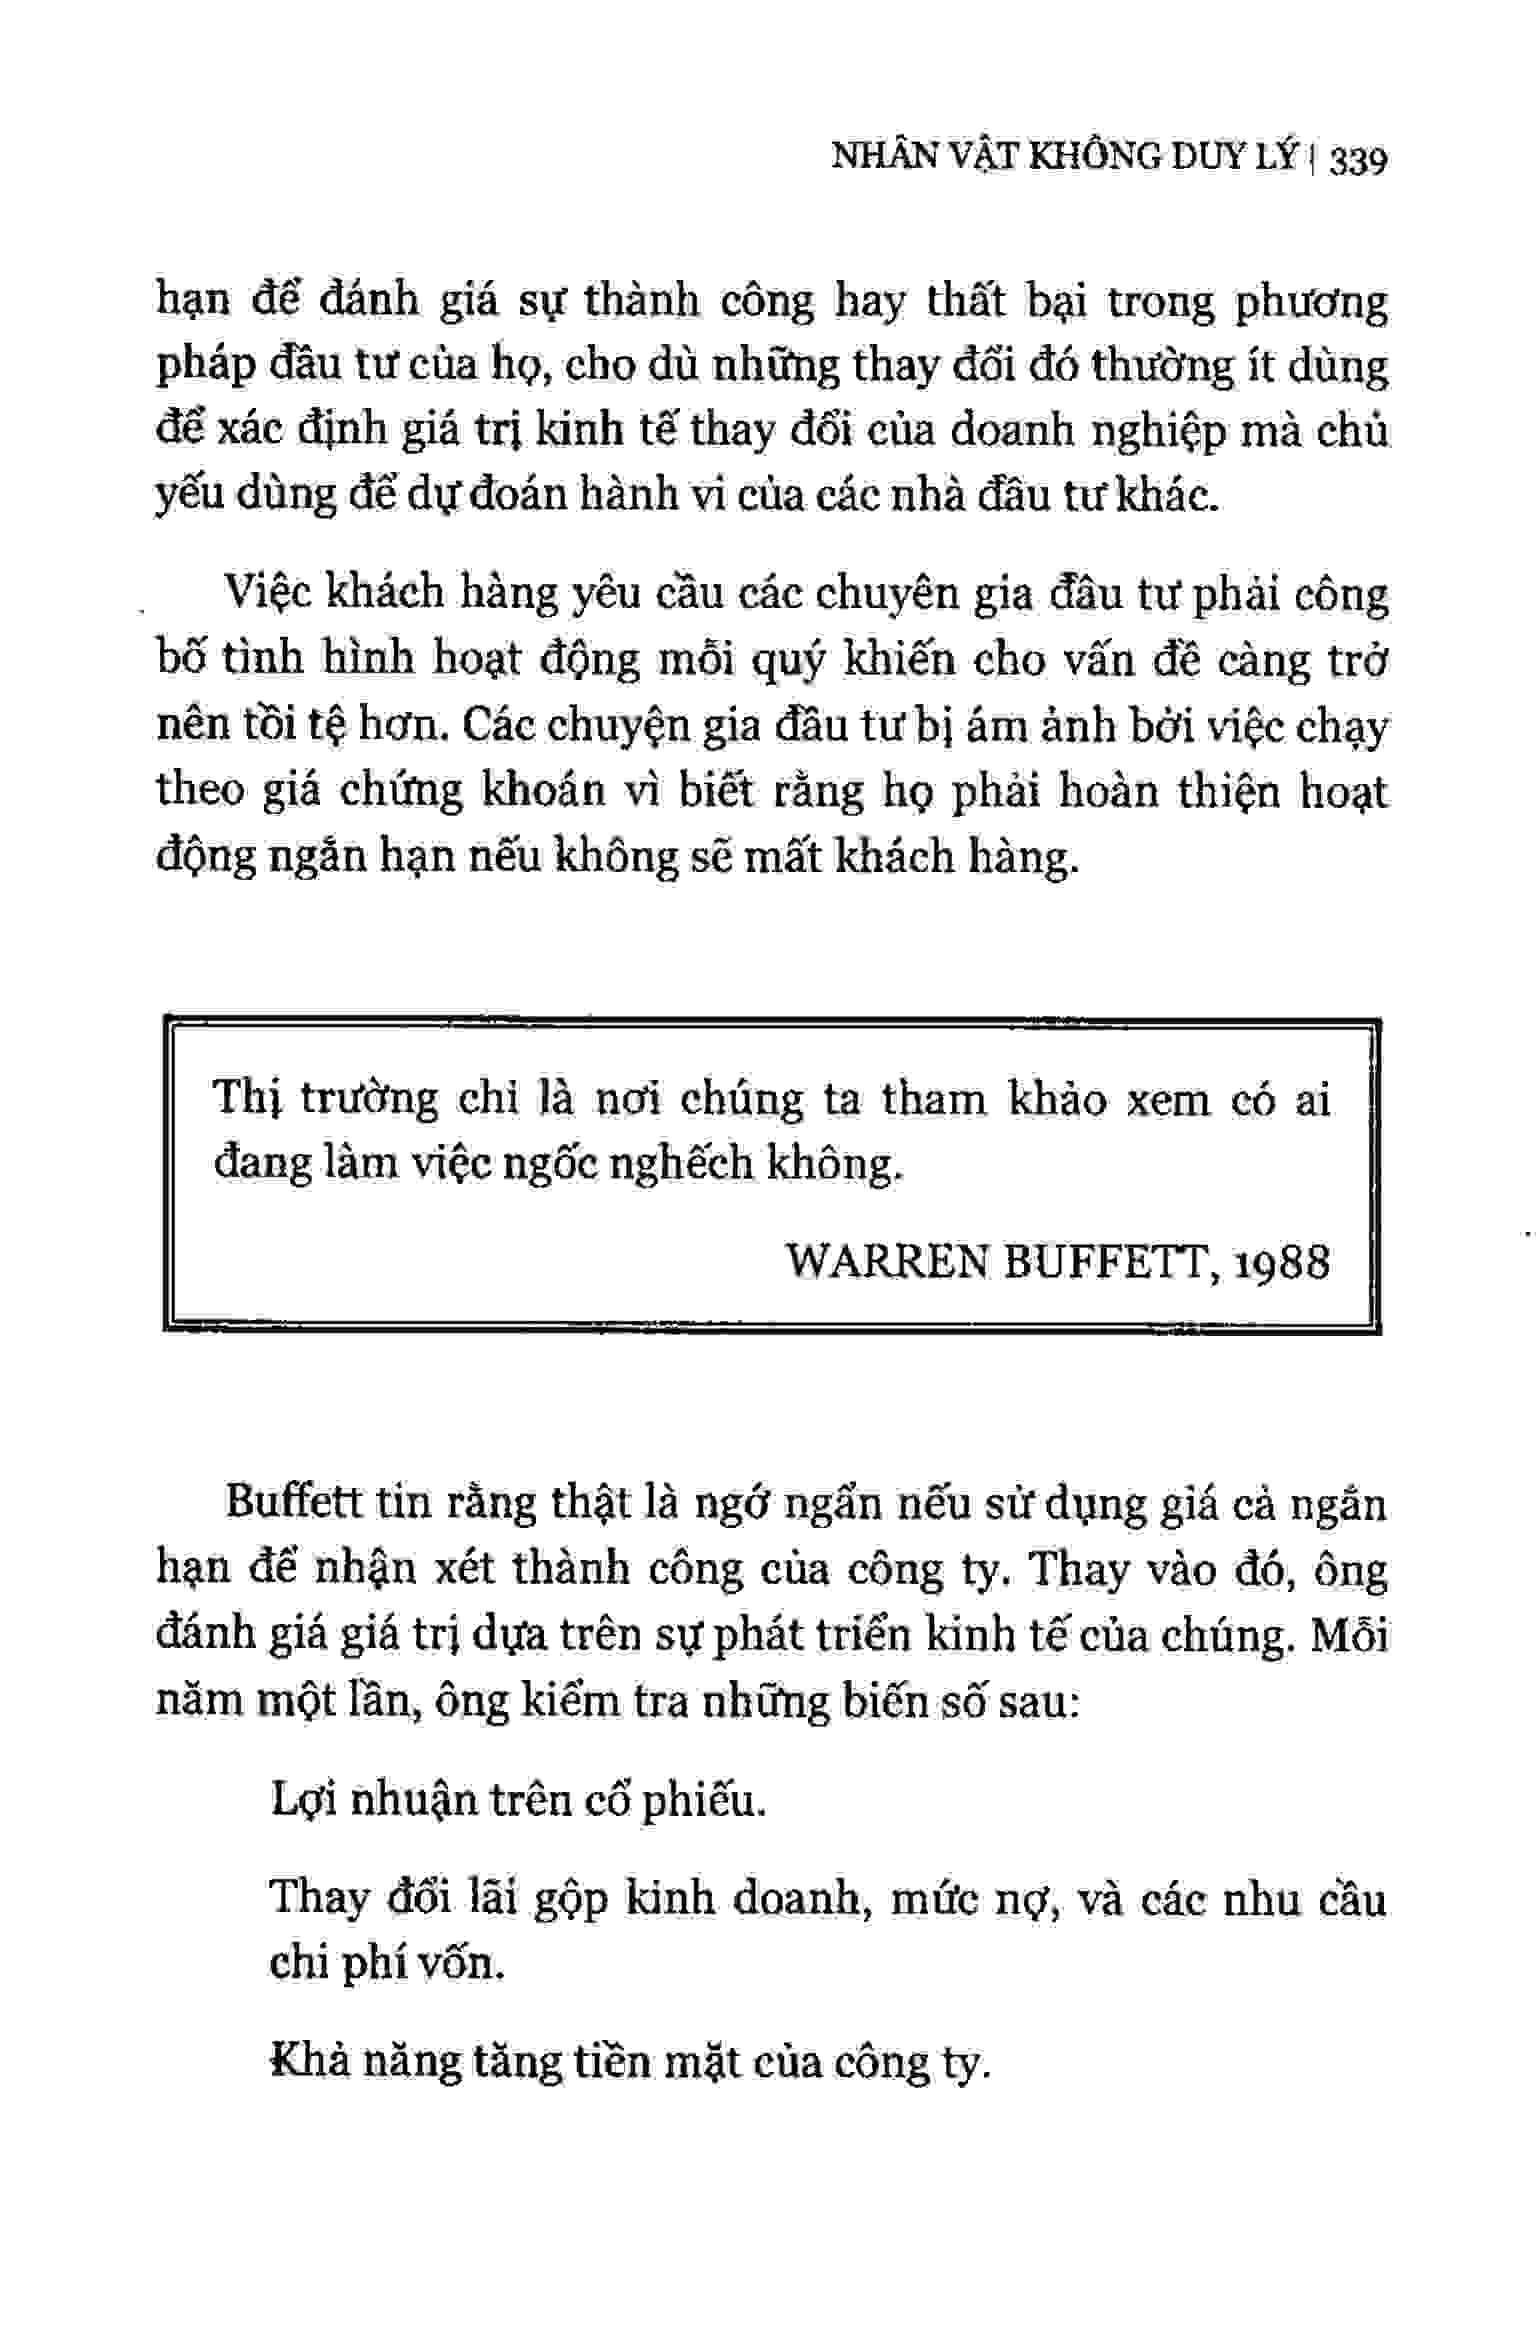 NHÂN VẬT KHÔNG DUY LÝ | 339
hạn để đánh giá sự thành công hay thất bại trong phương
pháp đầu tư của họ, cho dù những thay đổi đó thường ít dùng
để xác định giá trị kinh tế thay đổi của doanh nghiệp mà chủ
yếu dùng để dự đoán hành vi của các nhà đầu tư khác.
Việc khách hàng yêu cầu các chuyên gia đầu tư phải công
bố tình hình hoạt động mỗi quý khiến cho vấn đề càng trở
nên tồi tệ hơn. Các chuyện gia đầu tư bị ám ảnh bởi việc chạy
theo giá chứng khoán vì biết rằng họ phải hoàn thiện hoạt
động ngắn hạn nếu không sẽ mất khách hàng.
Thị trường chỉ là nơi chúng ta tham khảo xem có ai
đang làm việc ngốc nghếch không.
WARREN BUFFETT, 1988
Buffett tin rằng thật là ngớ ngẩn nếu sử dụng giá cả ngắn
hạn để nhận xét thành công của công ty. Thay vào đó, ông
đánh giá giá trị dựa trên sự phát triển kinh tế của chúng. Mỗi
năm một lần, ông kiểm tra những biến số sau:
Lợi nhuận trên cổ phiếu.
Thay đổi lãi gộp kinh doanh, mức nợ, và các nhu cầu
chi phí vốn.
Khả năng tăng tiền mặt của công ty.